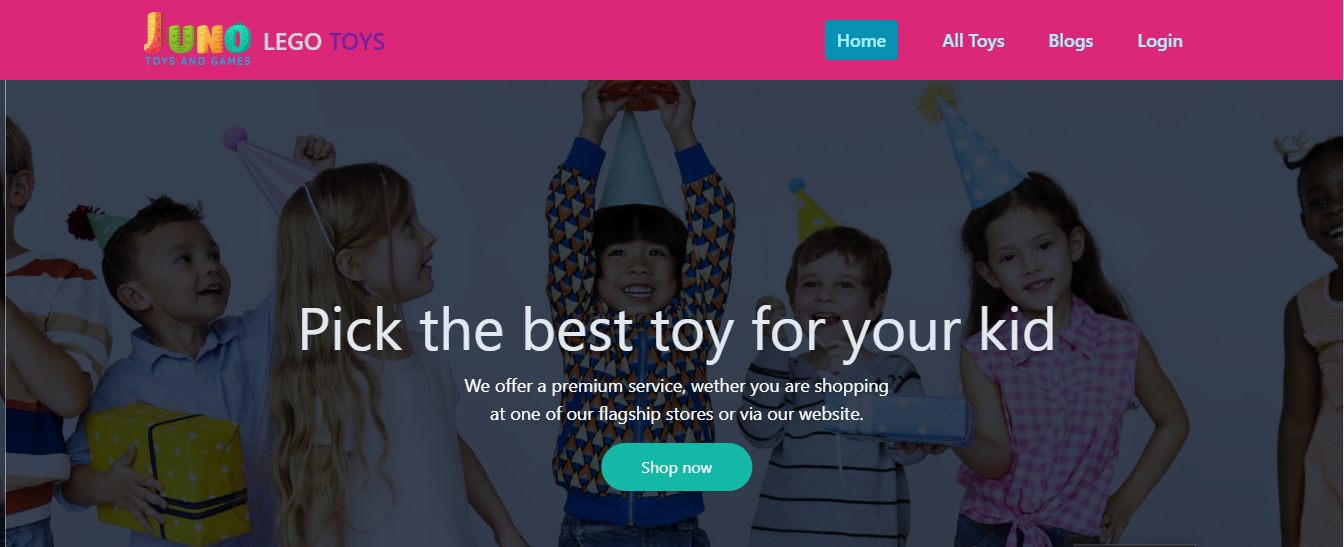 JUNO
TOYS AND GAMES
LEGO TOYS
Home
All Toys
Blogs
Login
Pick the best toy for your kid
We offer a premium service, wether you are shopping
at one of our flagship stores or via our website.
Shop now